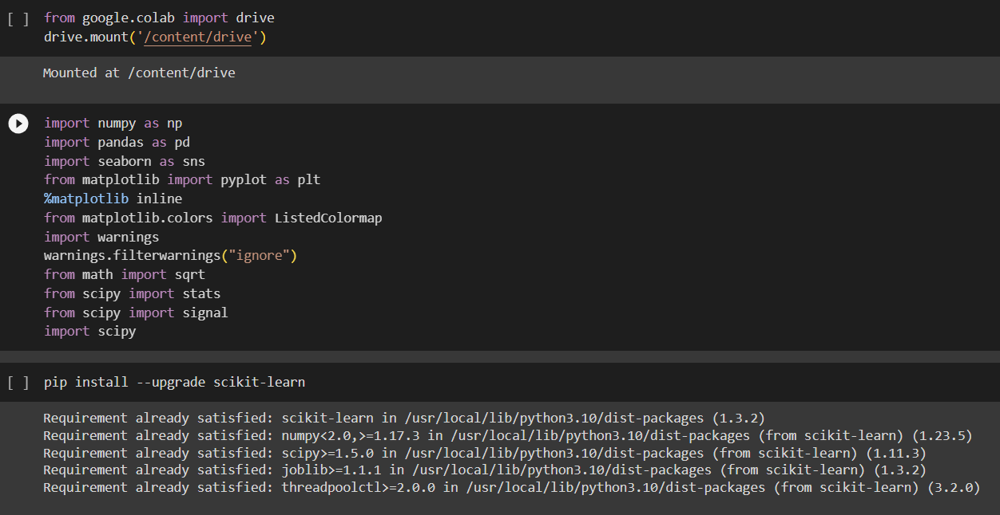 [ ] from google.colab import drive
drive.mount('/content/drive')
Mounted at /content/drive
import numpy as np
import pandas as pd
import seaborn as sns
from matplotlib import pyplot as plt
%matplotlib inline
from matplotlib.colors import ListedColormap
import warnings
warnings.filterwarnings("ignore")
from math import sqrt
from scipy import stats
from scipy import signal
import scipy
[ ] pip install --upgrade scikit-learn
Requirement already satisfied: scikit-learn in /usr/local/lib/python3.10/dist-packages (1.3.2)
Requirement already satisfied: numpy<2.0,>=1.17.3 in /usr/local/lib/python3.10/dist-packages (from scikit-learn) (1.23.5)
Requirement already satisfied: scipy>=1.5.0 in /usr/local/lib/python3.10/dist-packages (from scikit-learn) (1.11.3)
Requirement already satisfied: joblib>=1.1.1 in /usr/local/lib/python3.10/dist-packages (from scikit-learn) (1.3.2)
Requirement already satisfied: threadpoolctl>=2.0.0 in /usr/local/lib/python3.10/dist-packages (from scikit-learn) (3.2.0)